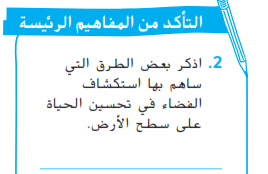 التأكد من المفاهيم الرئيسة
2. اذكر بعض الطرق التي
ساهم بها استكشاف
الفضاء في تحسين الحياة
على سطح الأرض.